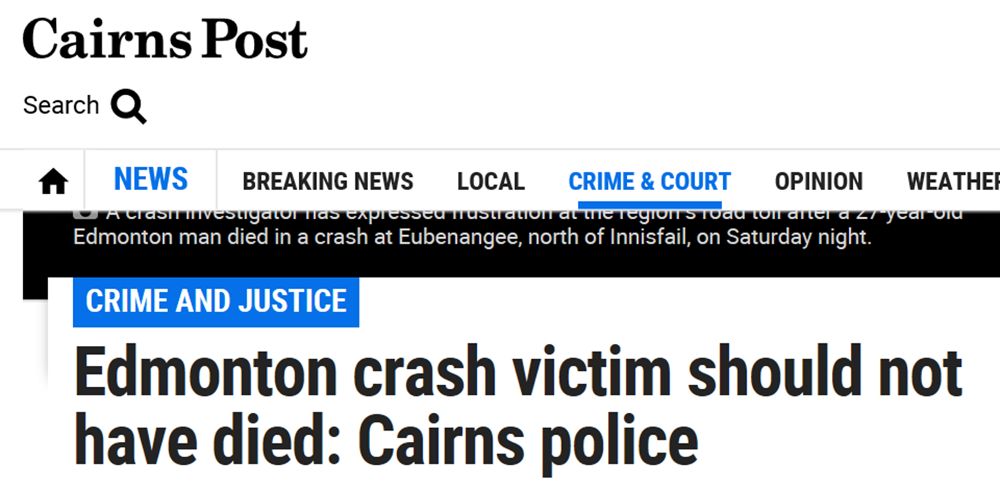 Cairns Post
Search
NEWS BREAKING NEWS LOCAL CRIME & COURT OPINION WEATHER
A crash investigator has expressed frustration at the region's road toll after a 27-year-old
Edmonton man died in a crash at Eubenangee, north of Innisfail, on Saturday night.
CRIME AND JUSTICE
Edmonton crash victim should not
have died: Cairns police